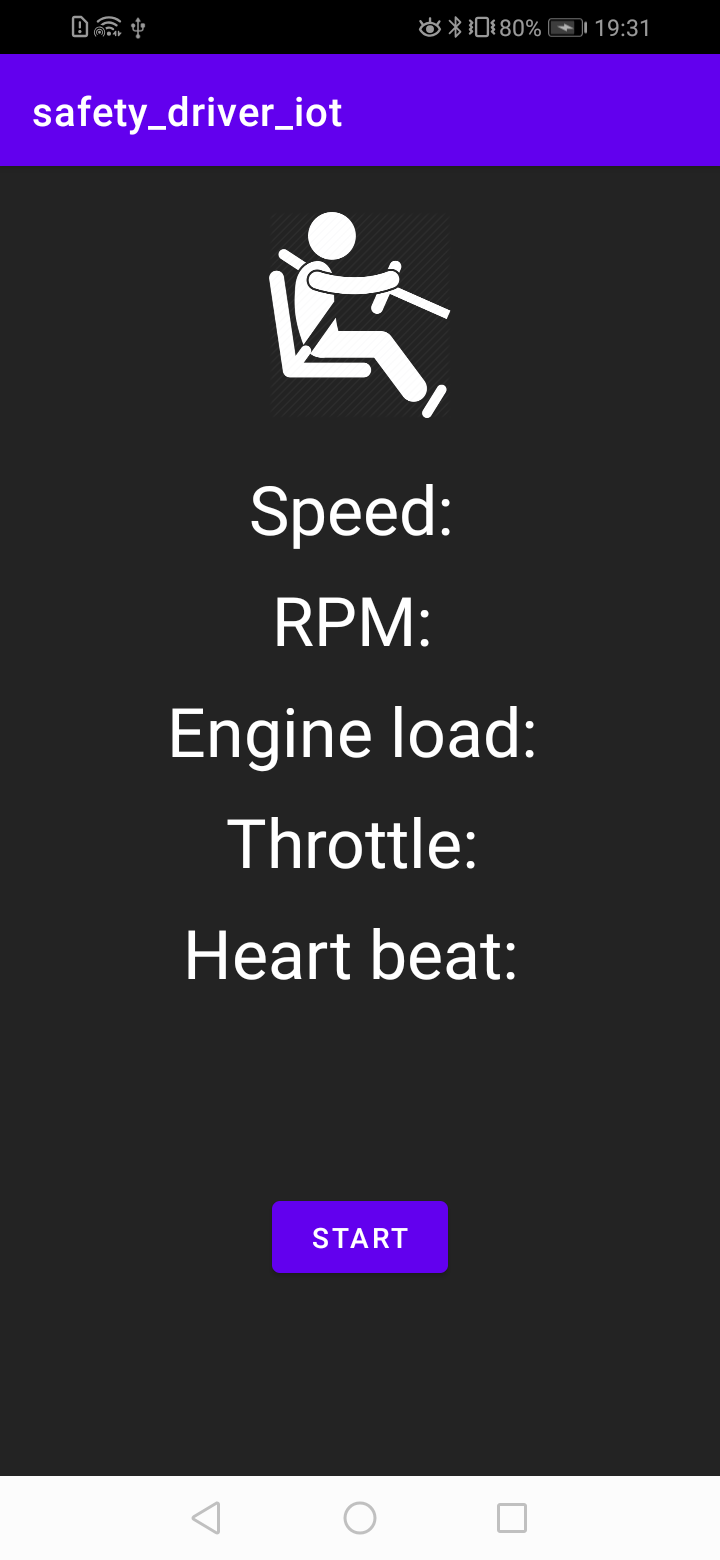 80% 19:31
safety_driver_iot
Speed:
RPM:
Engine load:
Throttle:
Heart beat:
START